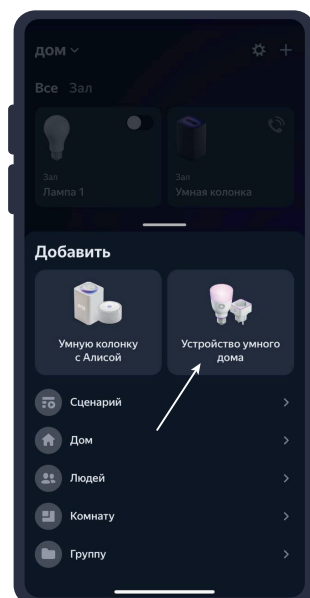 дом
Все Зал
Зал
Лампа 1
Зал
Умная колонка
Добавить
Умную колонку
с Алисой
Устройство умного
дома
Сценарий
Дом
Людей
Комнату
Группу